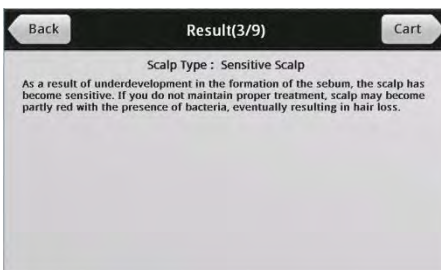 Back Result(3/9) Cart
Scalp Type : Sensitive Scalp
As a result of underdevelopment in the formation of the sebum, the scalp has
become sensitive. If you do not maintain proper treatment, scalp may become
partly red with the presence of bacteria, eventually resulting in hair loss.